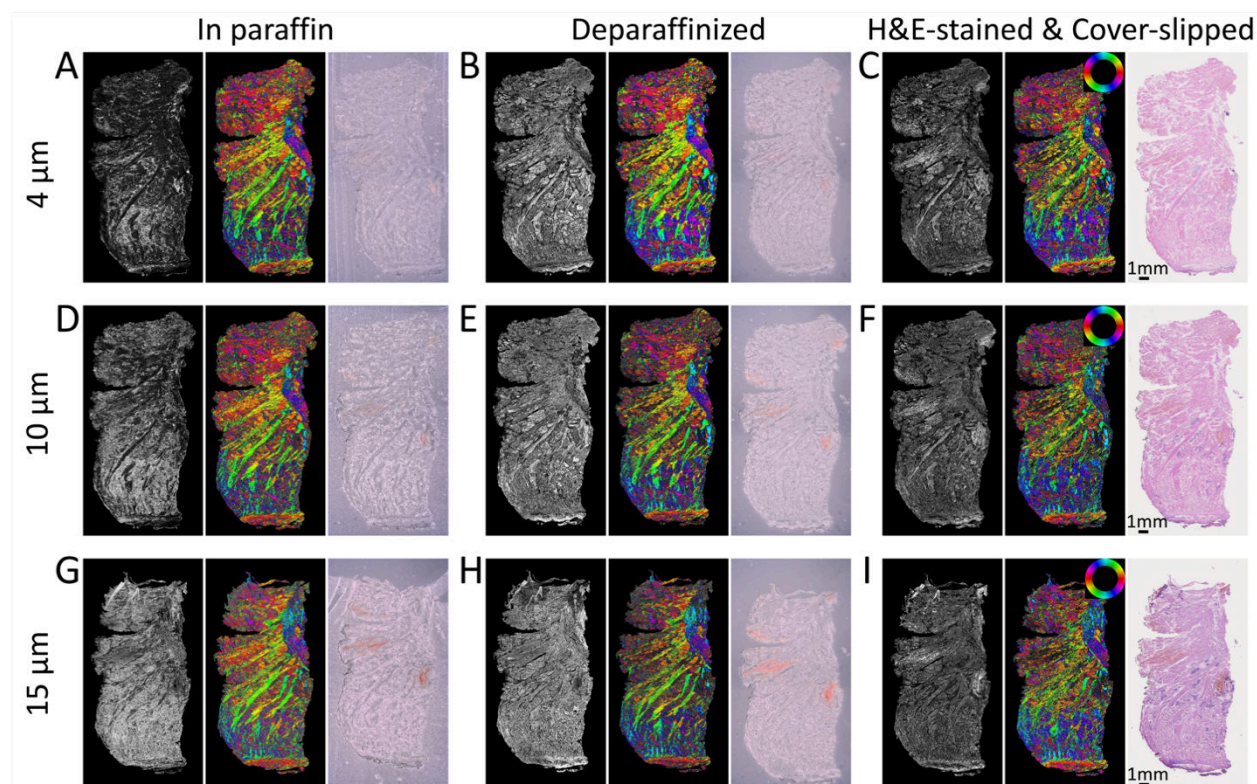 In paraffin
Deparaffinized
H&E-stained & Cover-slipped
4 μm
A
B
C
1mm
10 μm
D
E
F
1mm
15 μm
G
H
I
1mm